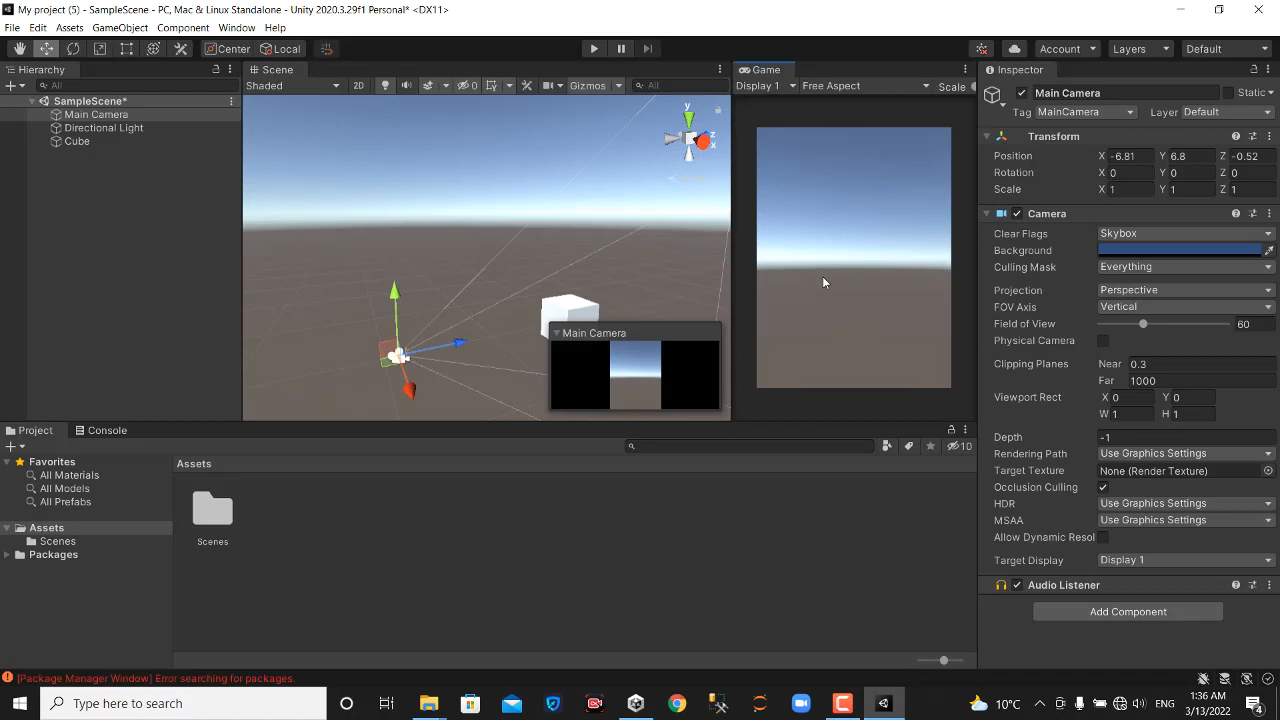 My project (5) - SampleScene - PC, Mac & Linux Standalone - Unity 2020.3.29f1 Personal* <DX11>
File Edit Assets GameObject Component Window Help
Center Local Account Layers Default
Hierarchy
All
SampleScene*
Main Camera
Directional Light
Cube
Scene
Shaded 2D 0 Gizmos All
y
z
x
Main Camera
Game
Display 1 Free Aspect Scale
Inspector
Main Camera Static
Tag MainCamera Layer Default
Transform
Position X -6.81 Y 6.8 Z -0.52
Rotation X 0 Y 0 Z 0
Scale X 1 Y 1 Z 1
Camera
Clear Flags Skybox
Background
Culling Mask Everything
Projection Perspective
FOV Axis Vertical
Field of View 60
Physical Camera
Clipping Planes Near 0.3
Far 1000
Viewport Rect X 0 Y 0
W 1 H 1
Depth -1
Rendering Path Use Graphics Settings
Target Texture None (Render Texture)
Occlusion Culling
HDR Use Graphics Settings
MSAA Use Graphics Settings
Allow Dynamic Resol
Target Display Display 1
Audio Listener
Add Component
Project Console
10
Favorites
All Materials
All Models
All Prefabs
Assets
Scenes
Packages
Assets
Scenes
[Package Manager Window] Error searching for packages.
Type here to search
10°C
1:36 AM
3/13/2022